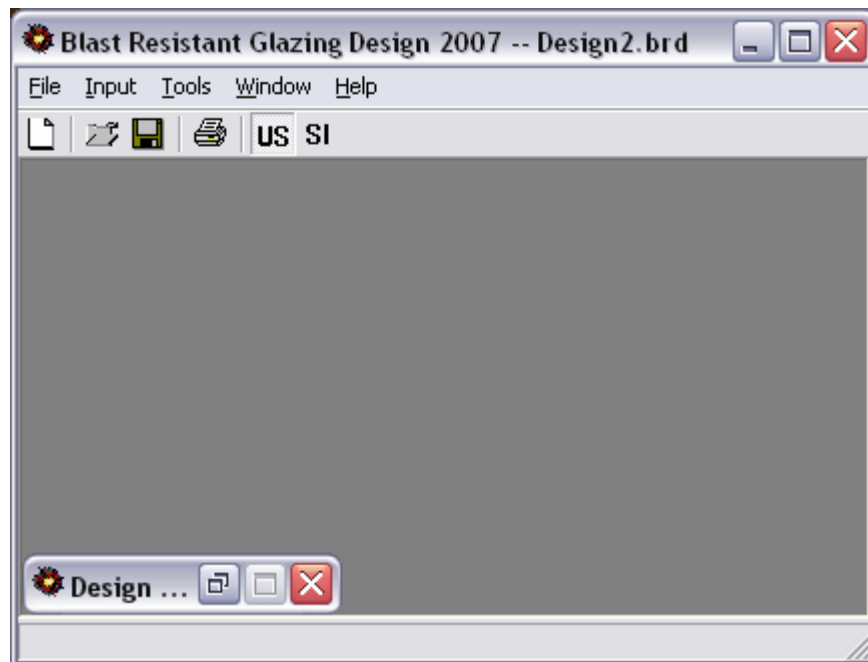 Blast Resistant Glazing Design 2007 -- Design2.brd
File Input Tools Window Help
US SI
Design ...